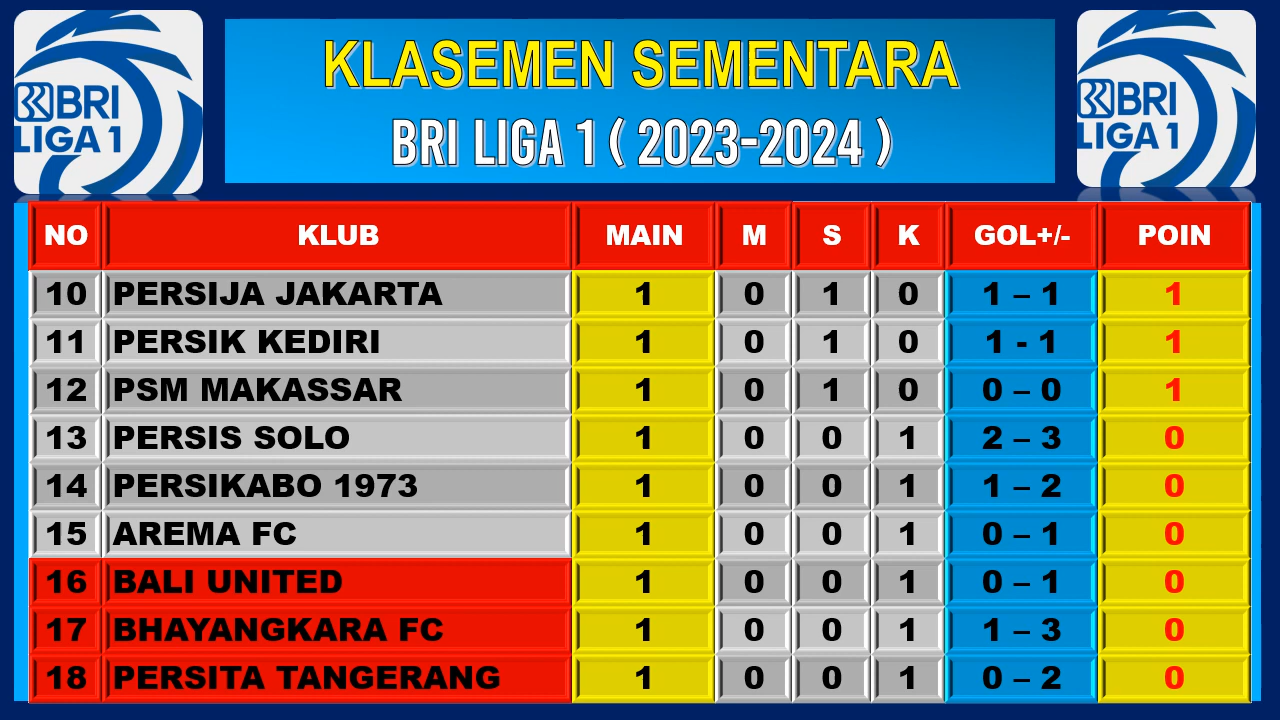 KLASEMEN SEMENTARA
BRI LIGA 1 ( 2023-2024 )
BRI
LIGA 1
BRI
LIGA 1
NO KLUB MAIN M S K GOL+/- POIN
10 PERSIJA JAKARTA 1 0 1 0 1 – 1 1
11 PERSIK KEDIRI 1 0 1 0 1 - 1 1
12 PSM MAKASSAR 1 0 1 0 0 – 0 1
13 PERSIS SOLO 1 0 0 1 2 – 3 0
14 PERSIKABO 1973 1 0 0 1 1 – 2 0
15 AREMA FC 1 0 0 1 0 – 1 0
16 BALI UNITED 1 0 0 1 0 – 1 0
17 BHAYANGKARA FC 1 0 0 1 1 – 3 0
18 PERSITA TANGERANG 1 0 0 1 0 – 2 0